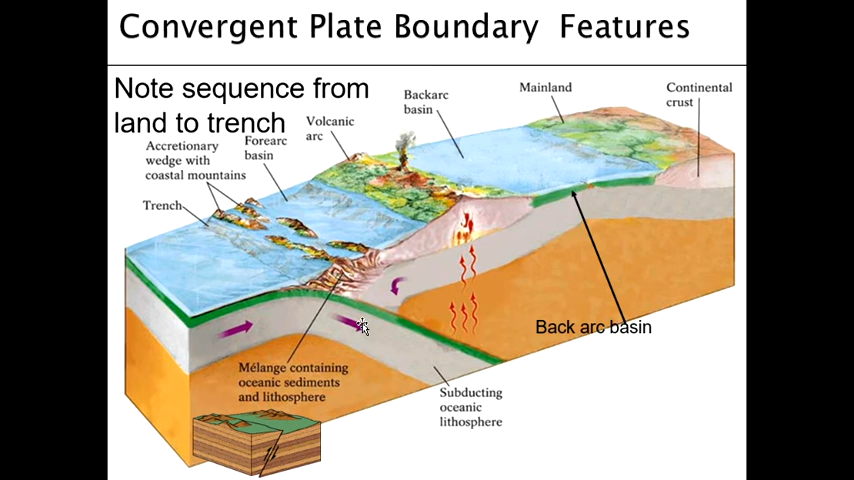 Convergent Plate Boundary Features
Note sequence from
land to trench
Accretionary
wedge with
coastal mountains
Forearc
basin
Volcanic
arc
Backarc
basin
Mainland
Continental
crust
Trench
Back arc basin
Mélange containing
oceanic sediments
and lithosphere
Subducting
oceanic
lithosphere